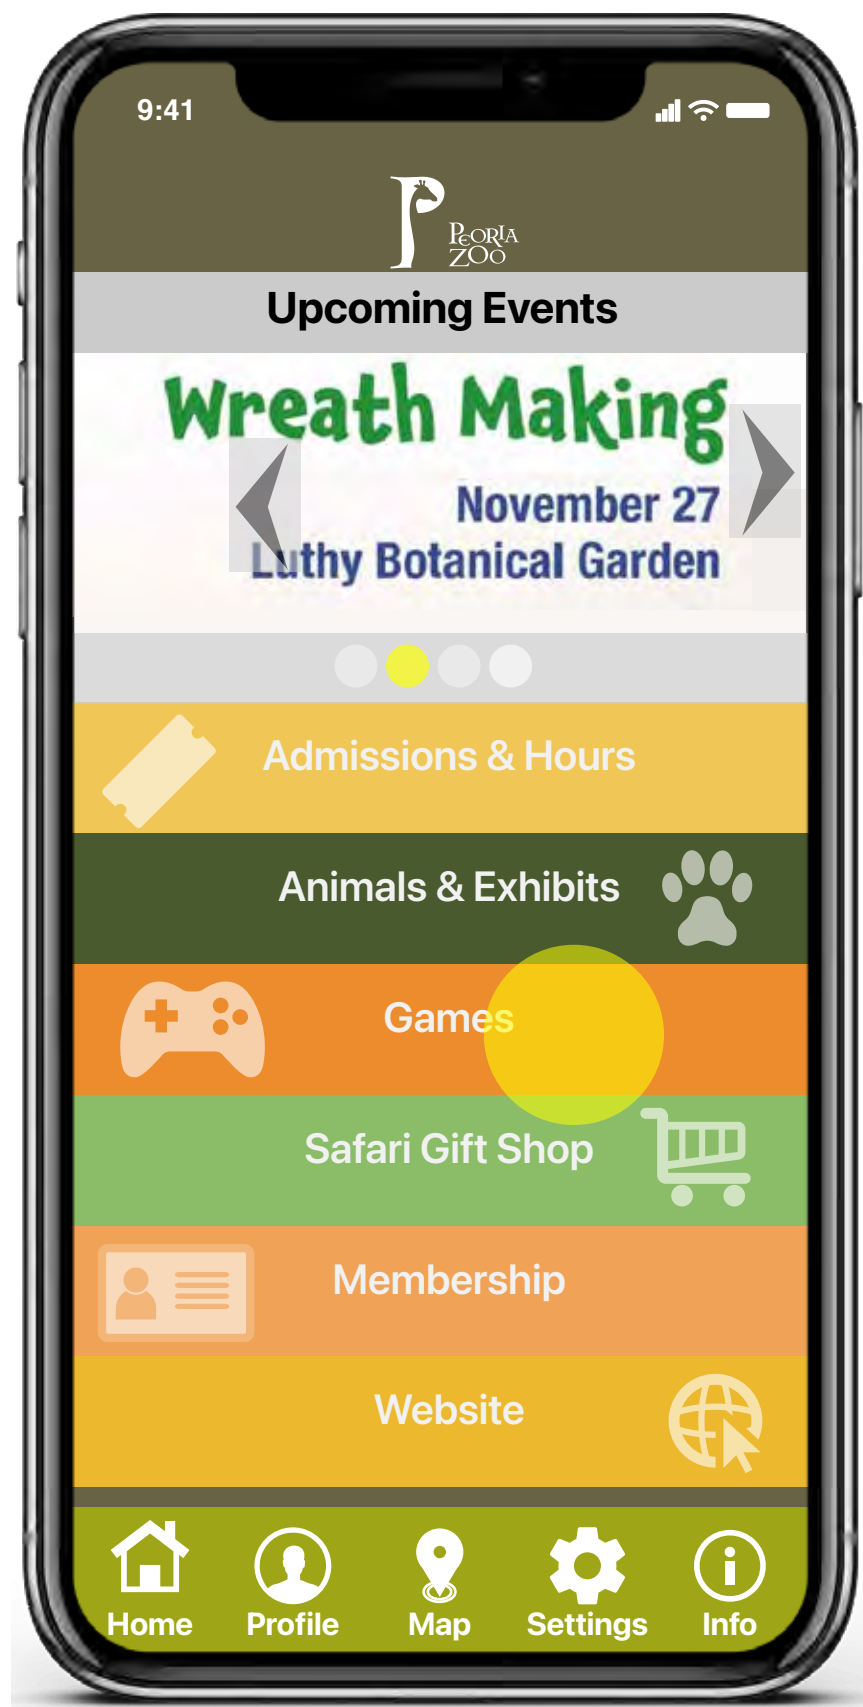 9:41
PEORIA
ZOO
Upcoming Events
Wreath Making
November 27
Luthy Botanical Garden
Admissions & Hours
Animals & Exhibits
Games
Safari Gift Shop
Membership
Website
Home Profile Map Settings Info